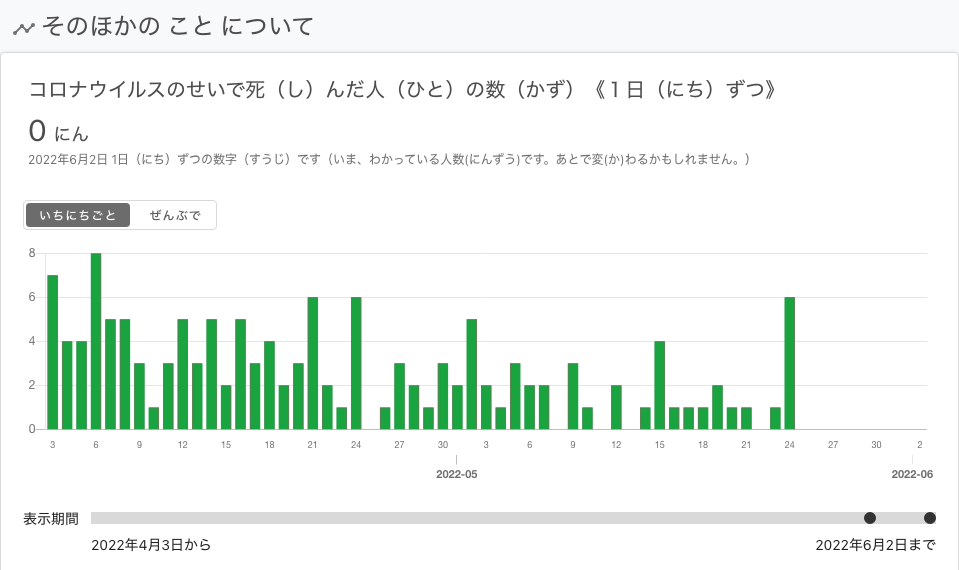 そのほかの こと について
コロナウイルスのせいで死（し）んだ人（ひと）の数（かず）《１日（にち）ずつ》
0 にん
2022年6月2日 1日（にち）ずつの数字（すうじ）です（いま、わかっている人数(にんずう)です。あとで変(か)わるかもしれません。）
いちにちごと ぜんぶで
8
6
4
2
0
3 6 9 12 15 18 21 24 27 30 3 6 9 12 15 18 21 24 27 30 2
2022-05 2022-06
表示期間
2022年4月3日から 2022年6月2日まで